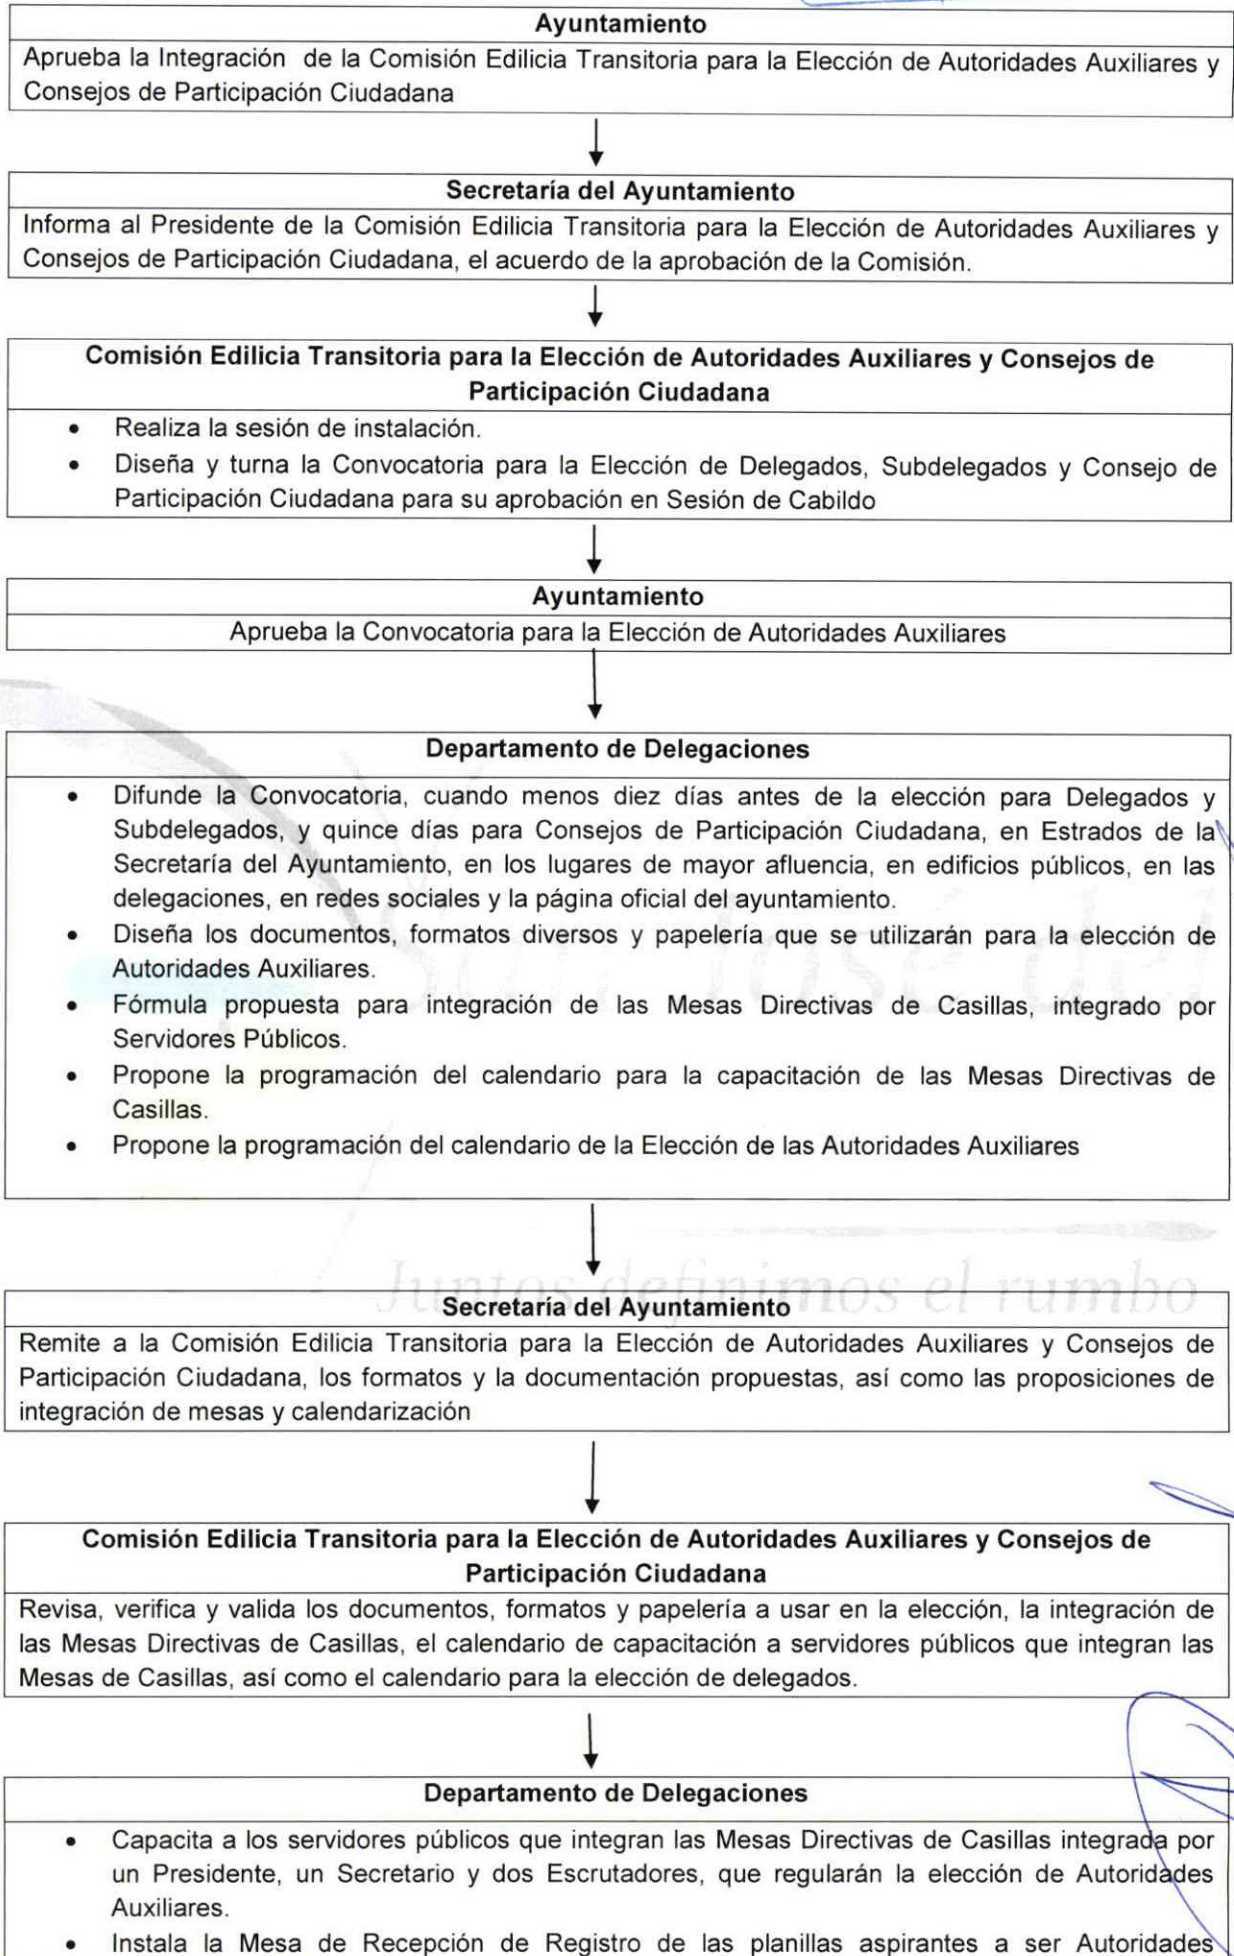 Ayuntamiento
Aprueba la Integración de la Comisión Edilicia Transitoria para la Elección de Autoridades Auxiliares y
Consejos de Participación Ciudadana
Secretaría del Ayuntamiento
Informa al Presidente de la Comisión Edilicia Transitoria para la Elección de Autoridades Auxiliares y
Consejos de Participación Ciudadana, el acuerdo de la aprobación de la Comisión.
Comisión Edilicia Transitoria para la Elección de Autoridades Auxiliares y Consejos de
Participación Ciudadana
• Realiza la sesión de instalación.
• Diseña y turna la Convocatoria para la Elección de Delegados, Subdelegados y Consejo de
Participación Ciudadana para su aprobación en Sesión de Cabildo
Ayuntamiento
Aprueba la Convocatoria para la Elección de Autoridades Auxiliares
Departamento de Delegaciones
• Difunde la Convocatoria, cuando menos diez días antes de la elección para Delegados y
Subdelegados, y quince días para Consejos de Participación Ciudadana, en Estrados de la
Secretaría del Ayuntamiento, en los lugares de mayor afluencia, en edificios públicos, en las
delegaciones, en redes sociales y la página oficial del ayuntamiento.
• Diseña los documentos, formatos diversos y papelería que se utilizarán para la elección de
Autoridades Auxiliares.
• Fórmula propuesta para integración de las Mesas Directivas de Casillas, integrado por
Servidores Públicos.
• Propone la programación del calendario para la capacitación de las Mesas Directivas de
Casillas.
• Propone la programación del calendario de la Elección de las Autoridades Auxiliares
San José del
Juntos definimos el rumbo
Secretaría del Ayuntamiento
Remite a la Comisión Edilicia Transitoria para la Elección de Autoridades Auxiliares y Consejos de
Participación Ciudadana, los formatos y la documentación propuestas, así como las proposiciones de
integración de mesas y calendarización
Comisión Edilicia Transitoria para la Elección de Autoridades Auxiliares y Consejos de
Participación Ciudadana
Revisa, verifica y valida los documentos, formatos y papelería a usar en la elección, la integración de
las Mesas Directivas de Casillas, el calendario de capacitación a servidores públicos que integran las
Mesas de Casillas, así como el calendario para la elección de delegados.
Departamento de Delegaciones
• Capacita a los servidores públicos que integran las Mesas Directivas de Casillas integrada por
un Presidente, un Secretario y dos Escrutadores, que regularán la elección de Autoridades
Auxiliares.
• Instala la Mesa de Recepción de Registro de las planillas aspirantes a ser Autoridades